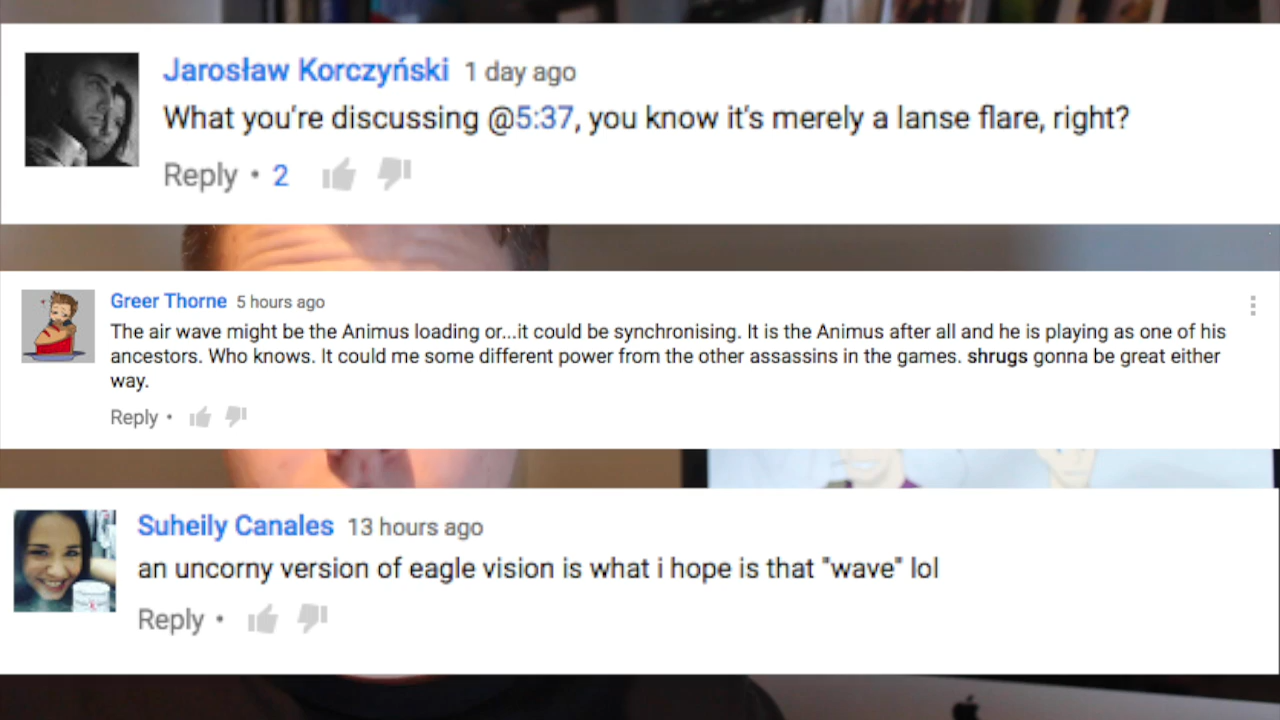 Jarosław Korczyński 1 day ago
What you're discussing @5:37, you know it's merely a lanse flare, right?
Reply • 2
Greer Thorne 5 hours ago
The air wave might be the Animus loading or...it could be synchronising. It is the Animus after all and he is playing as one of his
ancestors. Who knows. It could me some different power from the other assassins in the games. shrugs gonna be great either
way.
Reply •
Suheily Canales 13 hours ago
an uncorny version of eagle vision is what i hope is that "wave" lol
Reply •